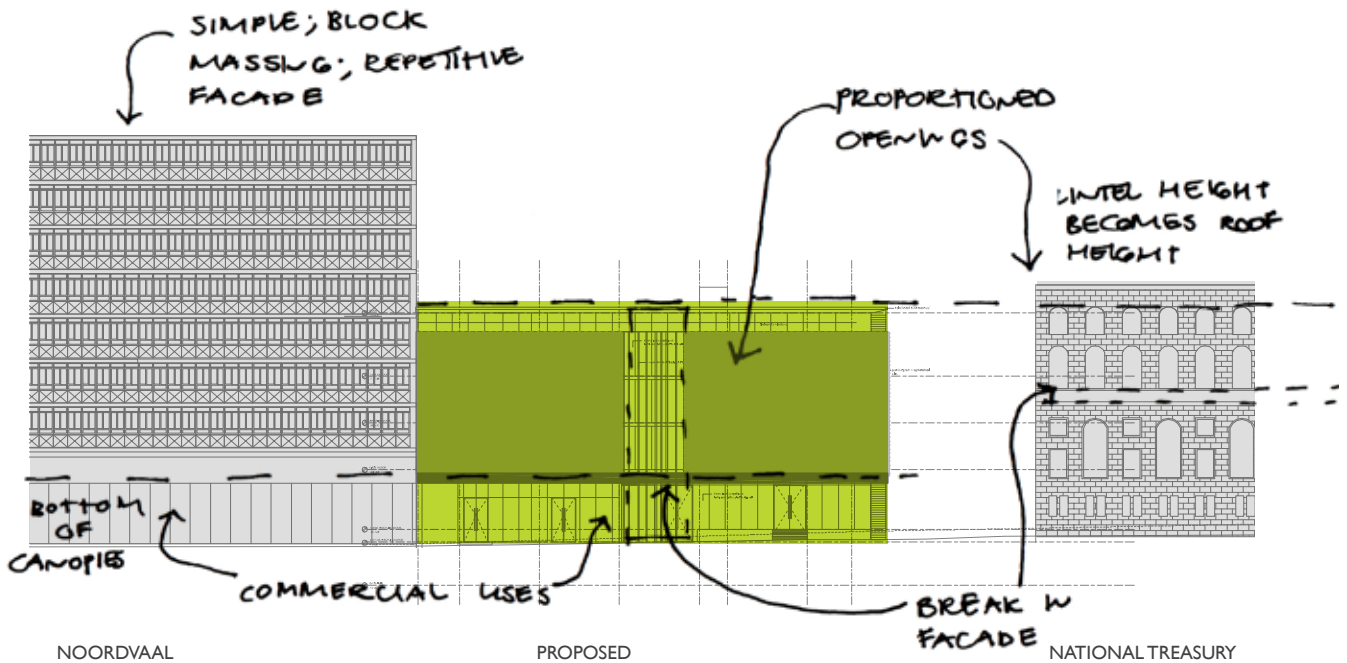 SIMPLE; BLOCK
MASSING; REPETITIVE
FACADE
PROPORTIONED
OPENINGS
LINTEL HEIGHT
BECOMES ROOF
HEIGHT
BOTTOM
OF
CANOPIES
COMMERCIAL USES
BREAK IN
FACADE
NOORDVAAL
PROPOSED
NATIONAL TREASURY